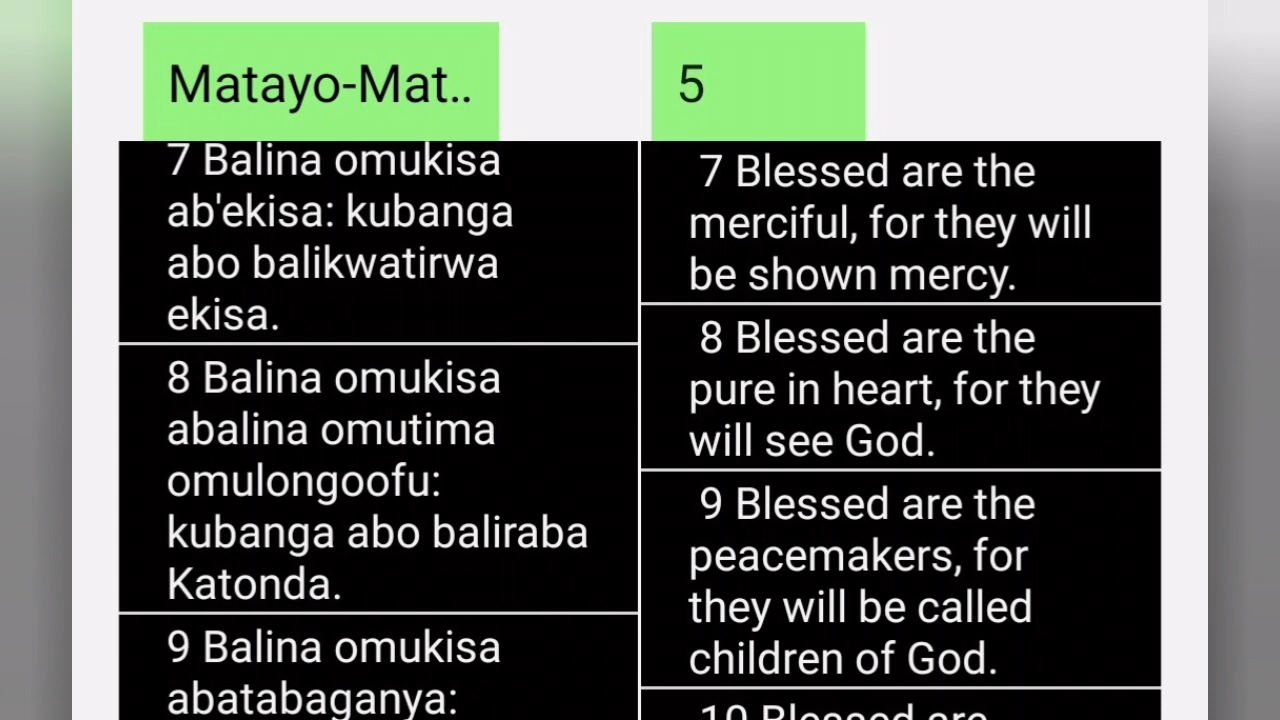 Matayo-Mat..
5
7 Balina omukisa
ab'ekisa: kubanga
abo balikwatirwa
ekisa.
8 Balina omukisa
abalina omutima
omulongoofu:
kubanga abo baliraba
Katonda.
9 Balina omukisa
abatabaganya:
7 Blessed are the
merciful, for they will
be shown mercy.
8 Blessed are the
pure in heart, for they
will see God.
9 Blessed are the
peacemakers, for
they will be called
children of God.
10 Blessed are